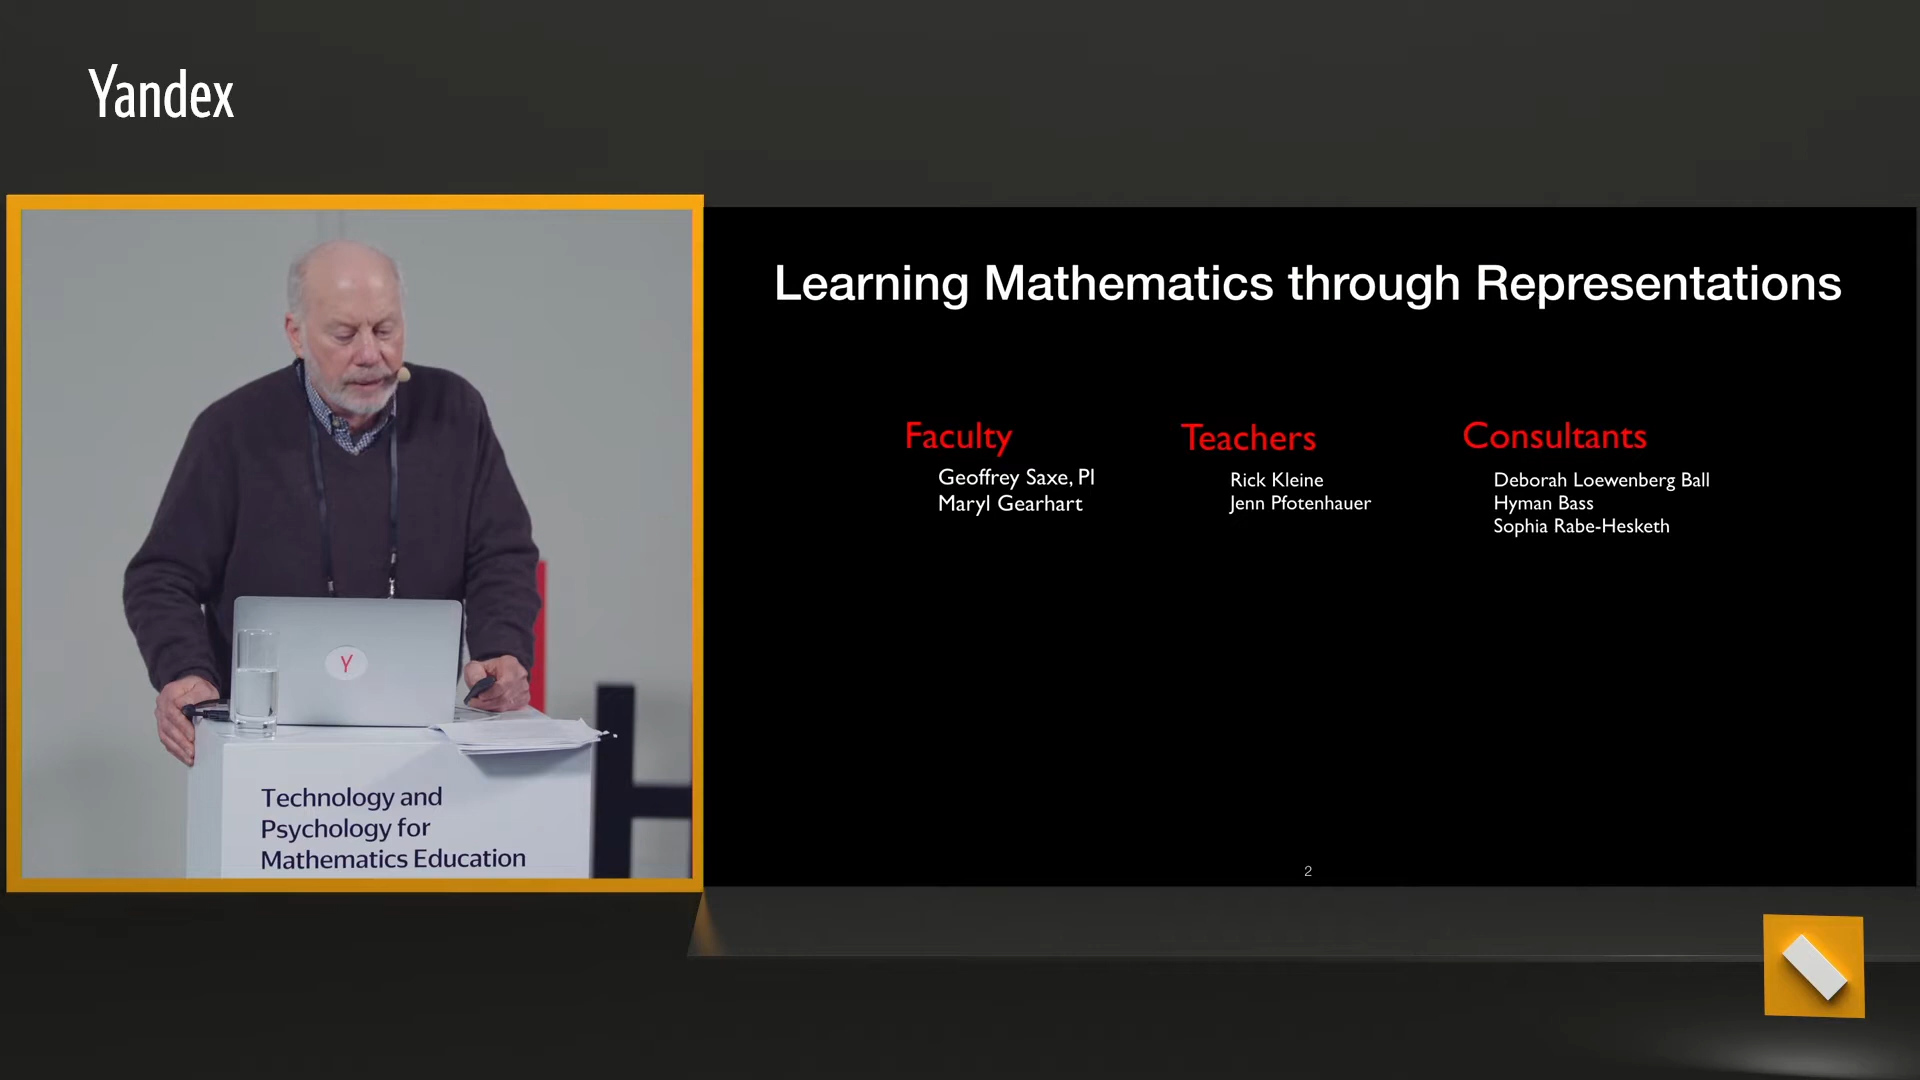 Yandex
Learning Mathematics through Representations
Faculty
Geoffrey Saxe, PI
Maryl Gearhart
Teachers
Rick Kleine
Jenn Pfotenhauer
Consultants
Deborah Loewenberg Ball
Hyman Bass
Sophia Rabe-Hesketh
2
Y
Technology and
Psychology for
Mathematics Education